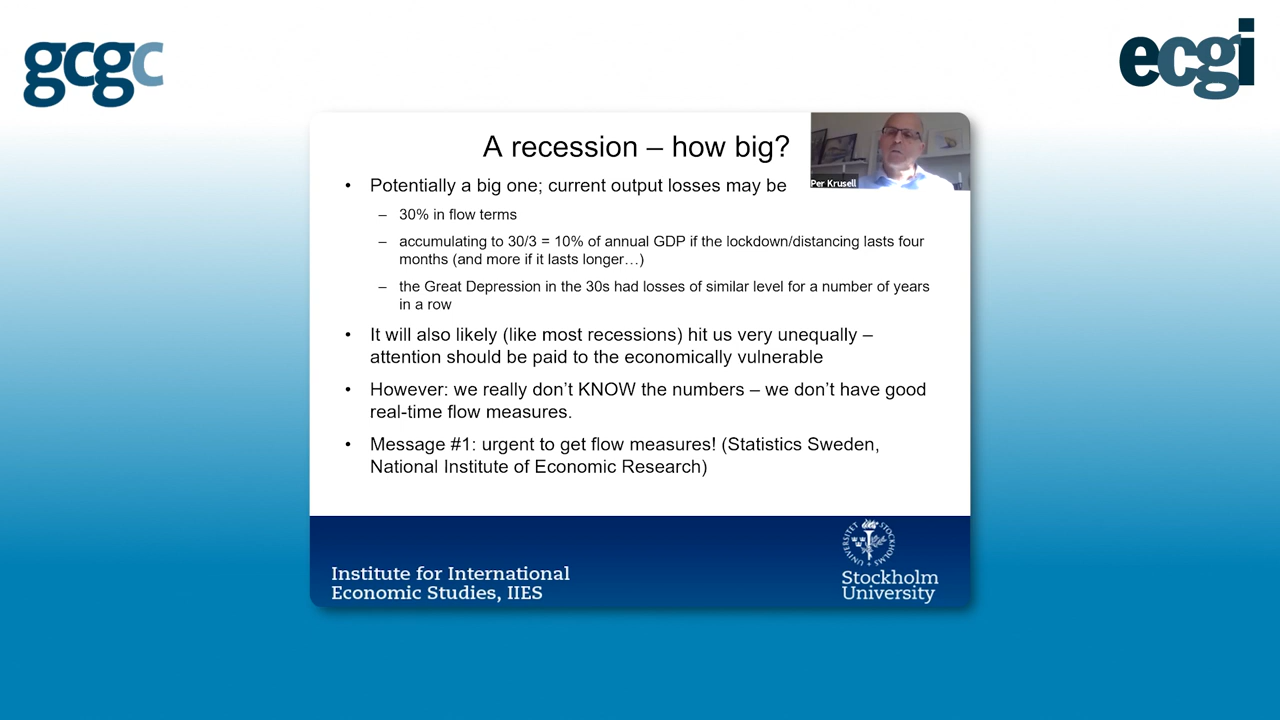 gcgc
ecgi
A recession – how big?
Per Krusell
• Potentially a big one; current output losses may be
– 30% in flow terms
– accumulating to 30/3 = 10% of annual GDP if the lockdown/distancing lasts four
months (and more if it lasts longer…)
– the Great Depression in the 30s had losses of similar level for a number of years
in a row
• It will also likely (like most recessions) hit us very unequally –
attention should be paid to the economically vulnerable
• However: we really don’t KNOW the numbers – we don’t have good
real-time flow measures.
• Message #1: urgent to get flow measures! (Statistics Sweden,
National Institute of Economic Research)
Institute for International
Economic Studies, IIES
STOCKHOLMS UNIVERSITET
Stockholm
University